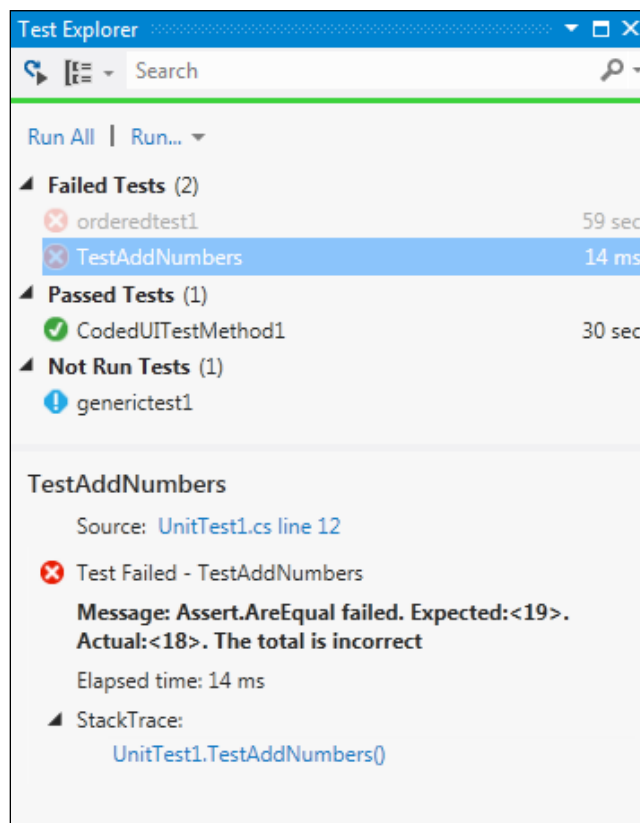 Test Explorer
Search
Run All | Run...
Failed Tests (2)
orderedtest1 59 sec
TestAddNumbers 14 ms
Passed Tests (1)
CodedUITestMethod1 30 sec
Not Run Tests (1)
generictest1
TestAddNumbers
Source: UnitTest1.cs line 12
Test Failed - TestAddNumbers
Message: Assert.AreEqual failed. Expected:<19>.
Actual:<18>. The total is incorrect
Elapsed time: 14 ms
StackTrace:
UnitTest1.TestAddNumbers()